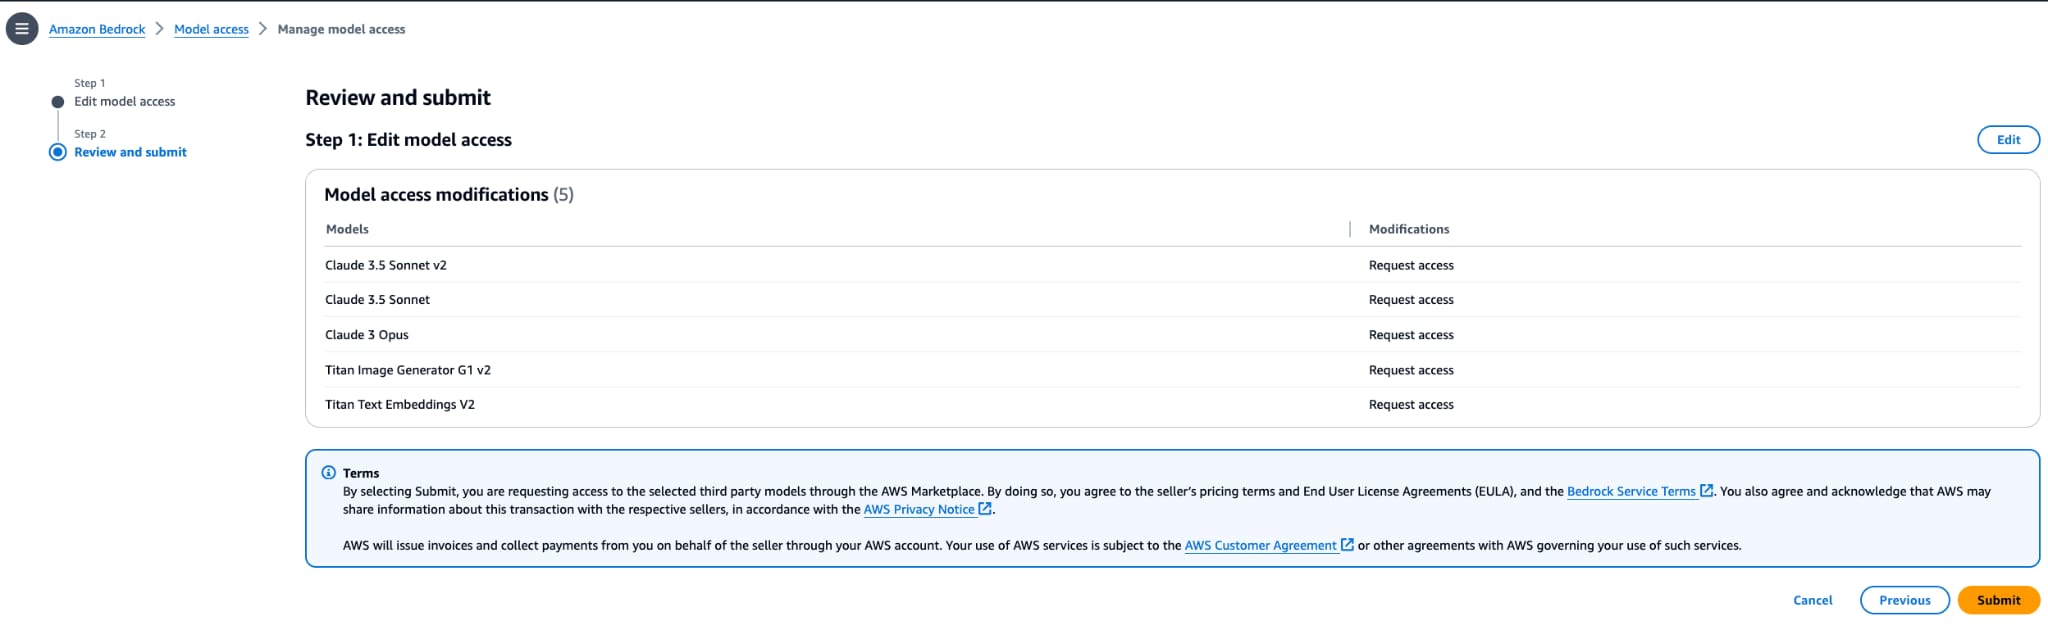 Amazon Bedrock > Model access > Manage model access
Step 1
Edit model access
Step 2
Review and submit
Review and submit
Step 1: Edit model access
Edit
Model access modifications (5)
Models Modifications
Claude 3.5 Sonnet v2 Request access
Claude 3.5 Sonnet Request access
Claude 3 Opus Request access
Titan Image Generator G1 v2 Request access
Titan Text Embeddings V2 Request access
Terms
By selecting Submit, you are requesting access to the selected third party models through the AWS Marketplace. By doing so, you agree to the seller's pricing terms and End User License Agreements (EULA), and the Bedrock Service Terms. You also agree and acknowledge that AWS may
share information about this transaction with the respective sellers, in accordance with the AWS Privacy Notice.
AWS will issue invoices and collect payments from you on behalf of the seller through your AWS account. Your use of AWS services is subject to the AWS Customer Agreement or other agreements with AWS governing your use of such services.
Cancel Previous Submit